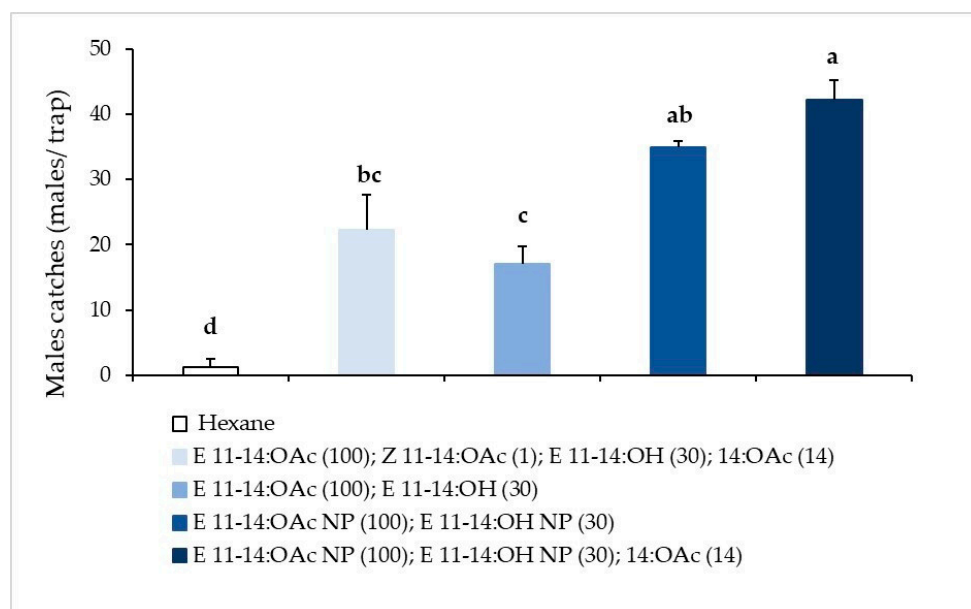 50
40
30
20
10
0
Males catches (males/ trap)
d
bc
c
ab
a
Hexane
E 11-14:OAc (100); Z 11-14:OAc (1); E 11-14:OH (30); 14:OAc (14)
E 11-14:OAc (100); E 11-14:OH (30)
E 11-14:OAc NP (100); E 11-14:OH NP (30)
E 11-14:OAc NP (100); E 11-14:OH NP (30); 14:OAc (14)